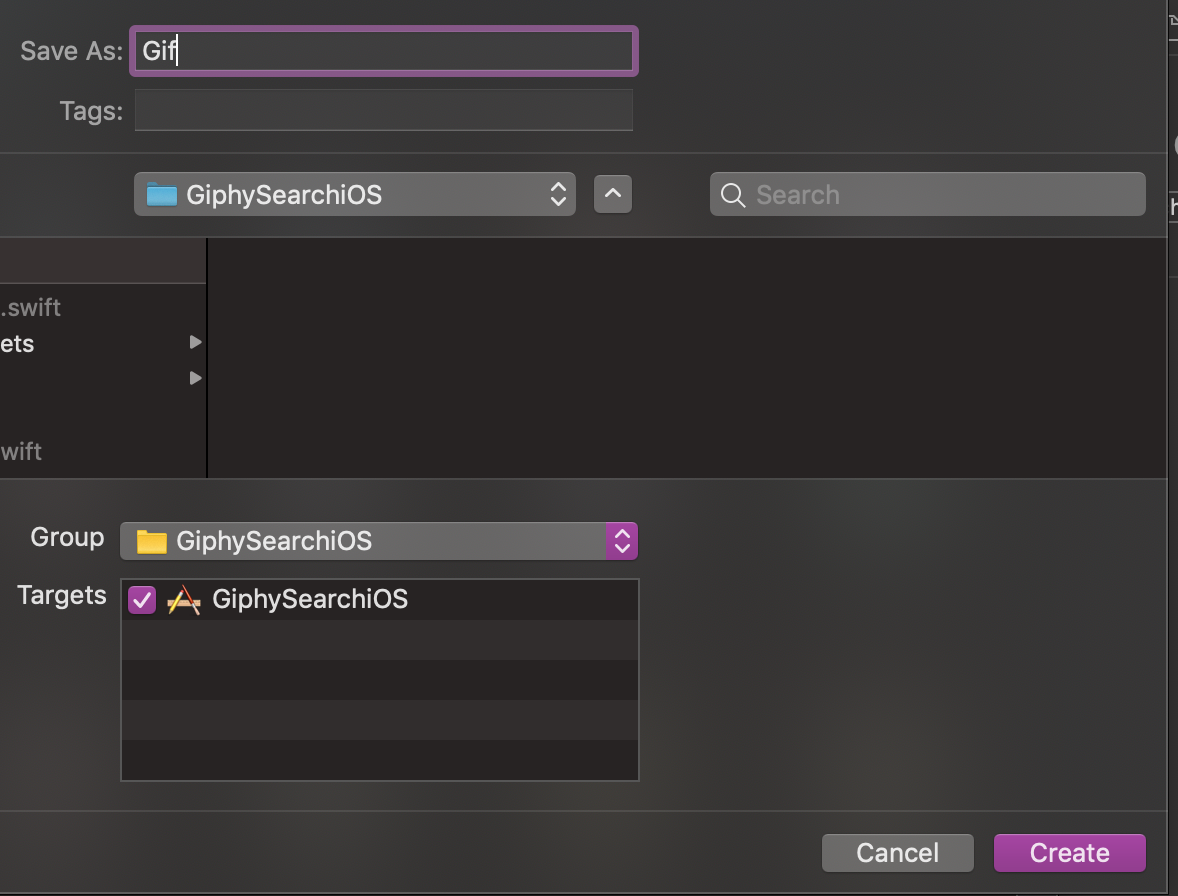 Save As: Gif
Tags:
GiphySearchiOS
Search
.swift
ets
wift
Group GiphySearchiOS
Targets GiphySearchiOS
Cancel Create